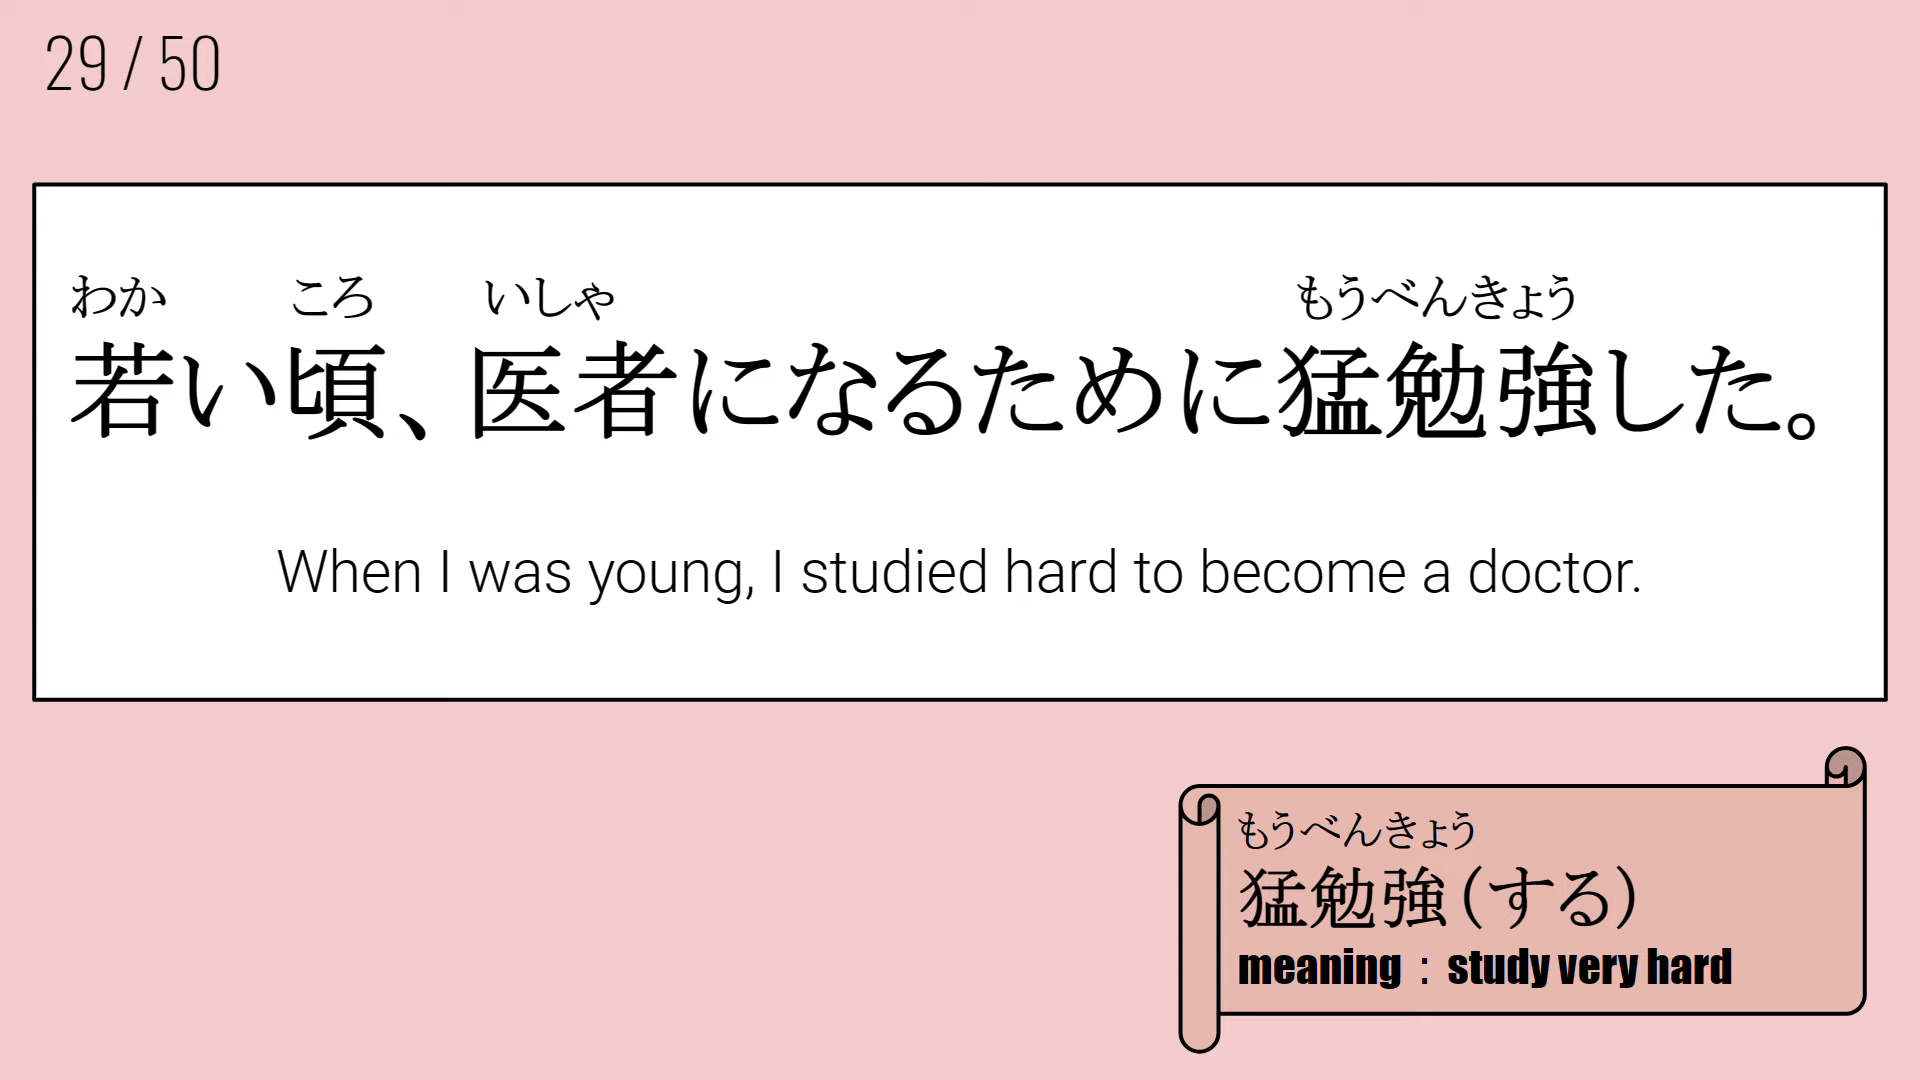 29 / 50
わか ころ いしゃ もうべんきょう
若い頃、医者になるために猛勉強した。
When I was young, I studied hard to become a doctor.
もうべんきょう
猛勉強(する)
meaning : study very hard